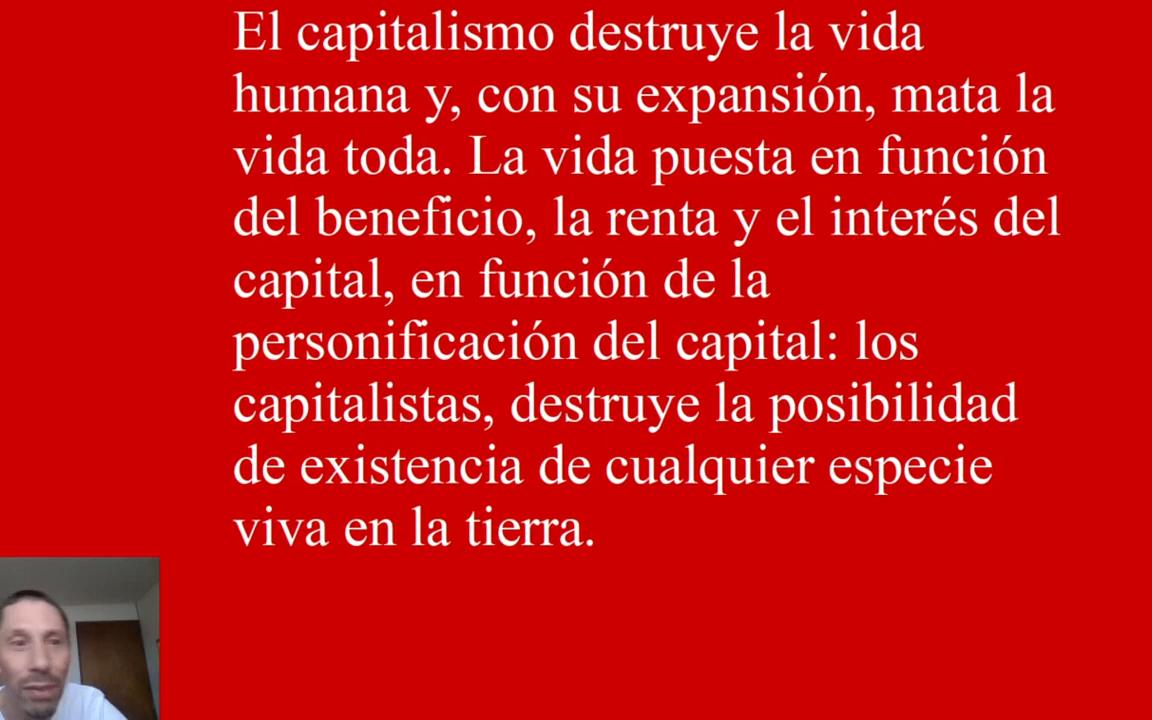 El capitalismo destruye la vida
humana y, con su expansión, mata la
vida toda. La vida puesta en función
del beneficio, la renta y el interés del
capital, en función de la
personificación del capital: los
capitalistas, destruye la posibilidad
de existencia de cualquier especie
viva en la tierra.